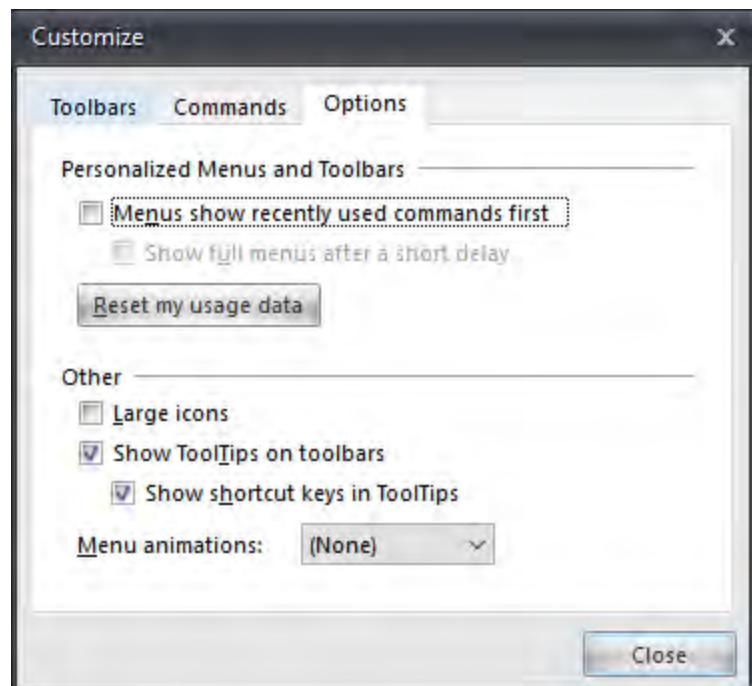 Customize
Toolbars Commands Options
Personalized Menus and Toolbars
Menus show recently used commands first
Show full menus after a short delay
Reset my usage data
Other
Large icons
Show ToolTips on toolbars
Show shortcut keys in ToolTips
Menu animations: (None)
Close